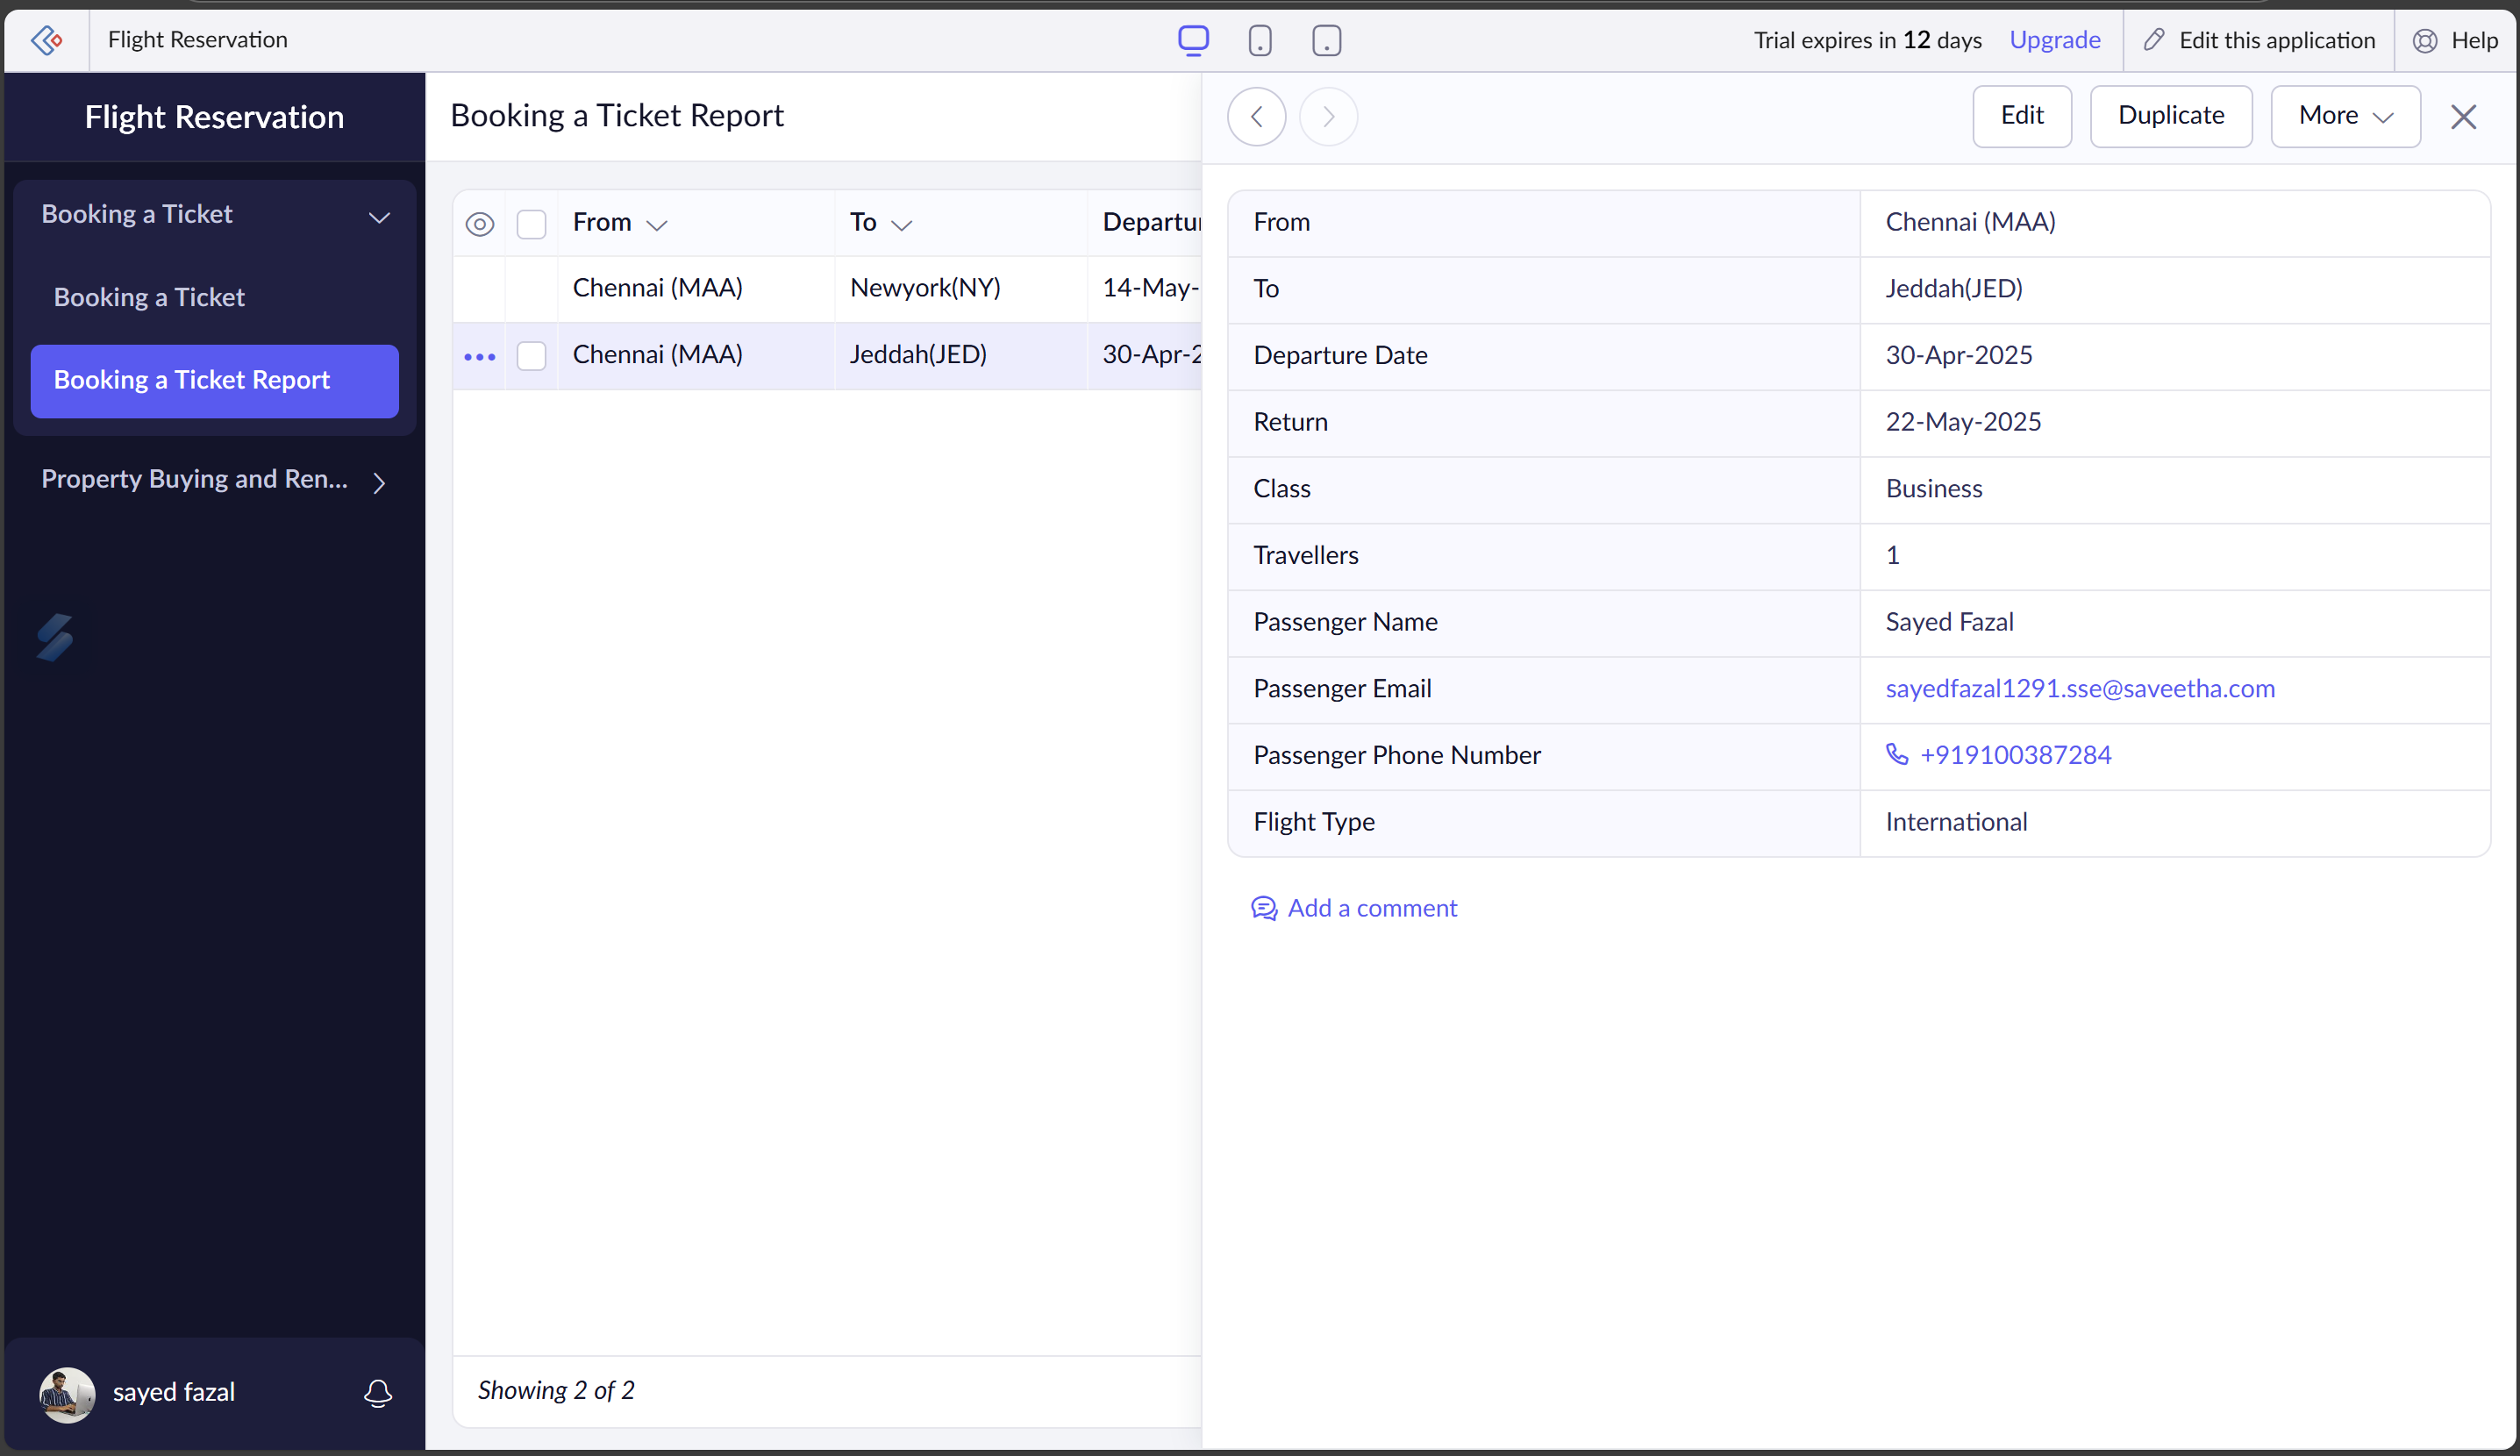 Flight Reservation
Trial expires in 12 days Upgrade Edit this application Help
Flight Reservation
Booking a Ticket
Booking a Ticket
Booking a Ticket Report
Property Buying and Ren...
sayed fazal
Booking a Ticket Report
From To Departur
Chennai (MAA) Newyork(NY) 14-May-
Chennai (MAA) Jeddah(JED) 30-Apr-2
Showing 2 of 2
Edit Duplicate More
From Chennai (MAA)
To Jeddah(JED)
Departure Date 30-Apr-2025
Return 22-May-2025
Class Business
Travellers 1
Passenger Name Sayed Fazal
Passenger Email sayedfazal1291.sse@saveetha.com
Passenger Phone Number +919100387284
Flight Type International
Add a comment